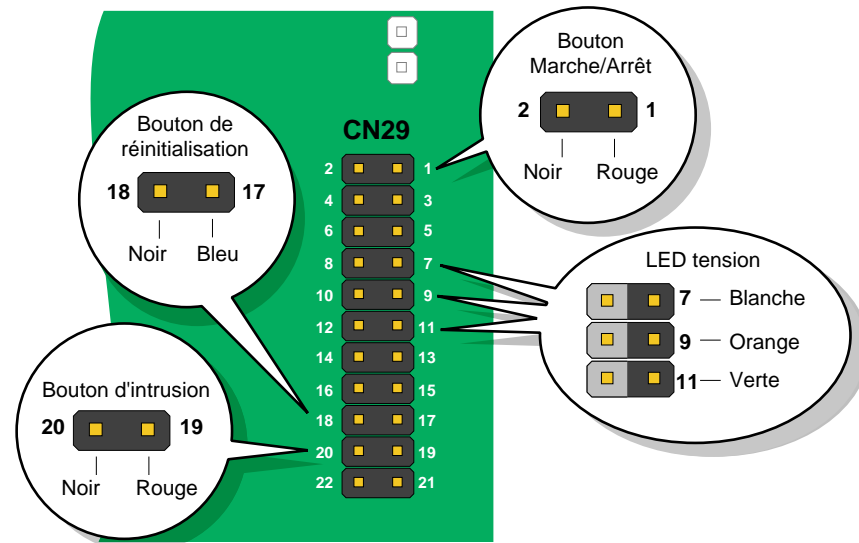 Bouton
Marche/Arrêt
2 1
Noir Rouge
Bouton de
réinitialisation
18 17
Noir Bleu
CN29
2 1
4 3
6 5
8 7
10 9
12 11
14 13
16 15
18 17
20 19
22 21
LED tension
7 — Blanche
9 — Orange
11 — Verte
Bouton d'intrusion
20 19
Noir Rouge